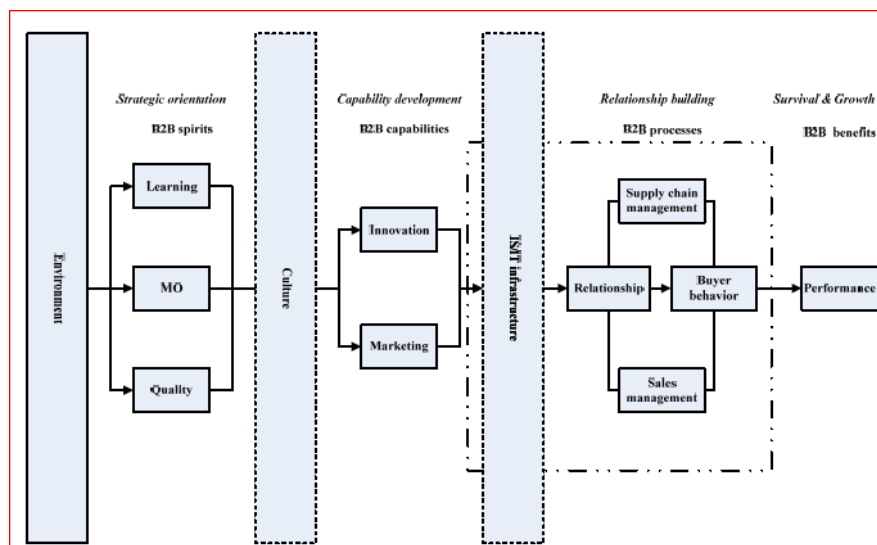 Strategic orientation
B2B spirits
Capability development
B2B capabilities
Relationship building
B2B processes
Survival & Growth
B2B benefits
Environment
Learning
MO
Quality
Culture
Innovation
Marketing
IS/IT infrastructure
Supply chain
management
Relationship
Buyer
behavior
Sales
management
Performance